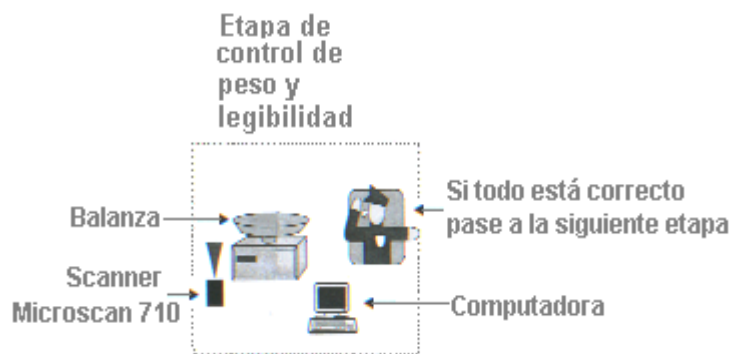 Etapa de
control de
peso y
legibilidad
Balanza
Si todo está correcto
pase a la siguiente etapa
Scanner
Microscan 710
Computadora